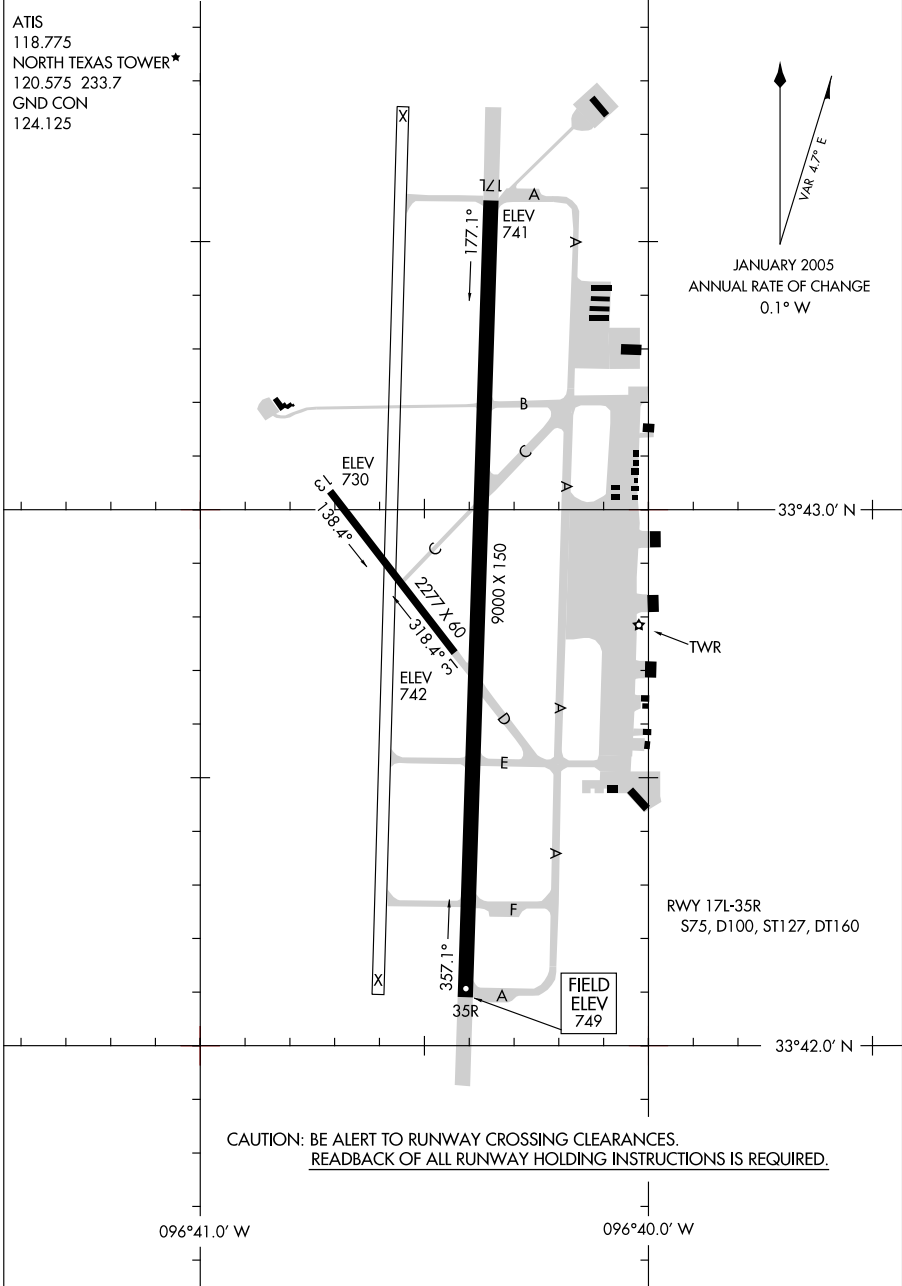 ATIS
118.775
NORTH TEXAS TOWER★
120.575 233.7
GND CON
124.125
VAR 4.7° E
JANUARY 2005
ANNUAL RATE OF CHANGE
0.1° W
X
17L
A
ELEV
741
177.1°
A
B
C
A
ELEV
730
13
138.4°
33°43.0' N
C
9000 X 150
2277 X 60
318.4°
31
TWR
ELEV
742
A
D
E
A
F
RWY 17L-35R
S75, D100, ST127, DT160
357.1°
X
A
35R
FIELD
ELEV
749
33°42.0' N
CAUTION: BE ALERT TO RUNWAY CROSSING CLEARANCES.
READBACK OF ALL RUNWAY HOLDING INSTRUCTIONS IS REQUIRED.
096°41.0' W
096°40.0' W